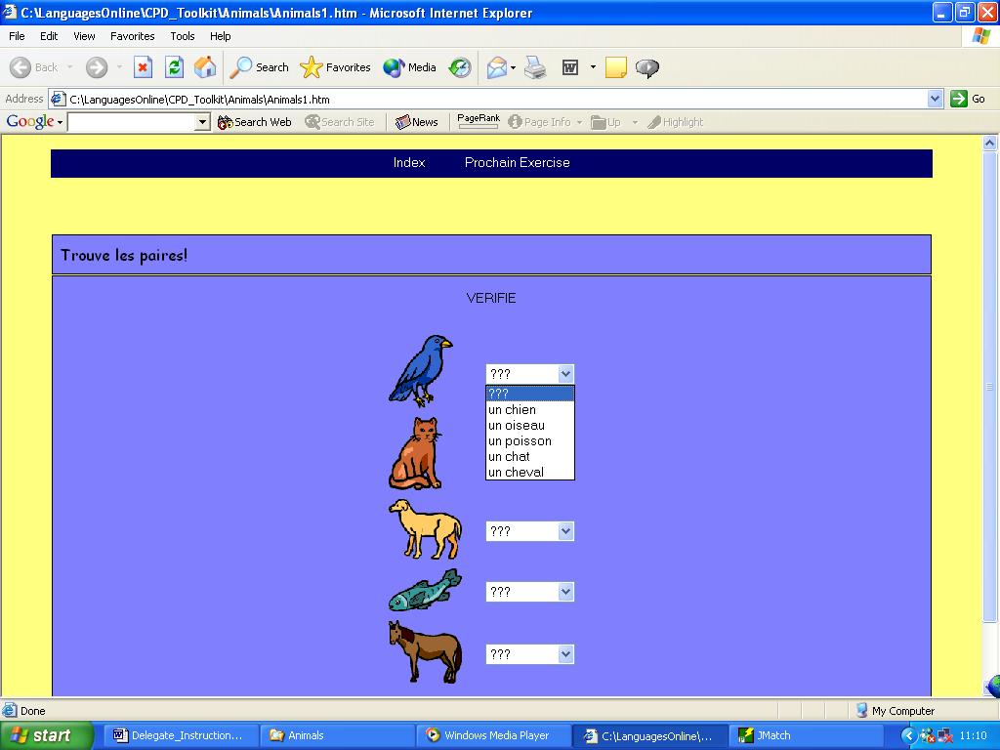 C:\LanguagesOnline\CPD_Toolkit\Animals\Animals1.htm - Microsoft Internet Explorer
File Edit View Favorites Tools Help
Back Search Favorites Media
Address C:\LanguagesOnline\CPD_Toolkit\Animals\Animals1.htm Go
Google Search Web Search Site News PageRank Page Info Up Highlight
Index Prochain Exercise
Trouve les paires!
VERIFIE
???
???
un chien
un oiseau
un poisson
un chat
un cheval
???
???
???
Done My Computer
start Delegate_Instruction... Animals Windows Media Player C:\LanguagesOnline\... JMatch 11:10